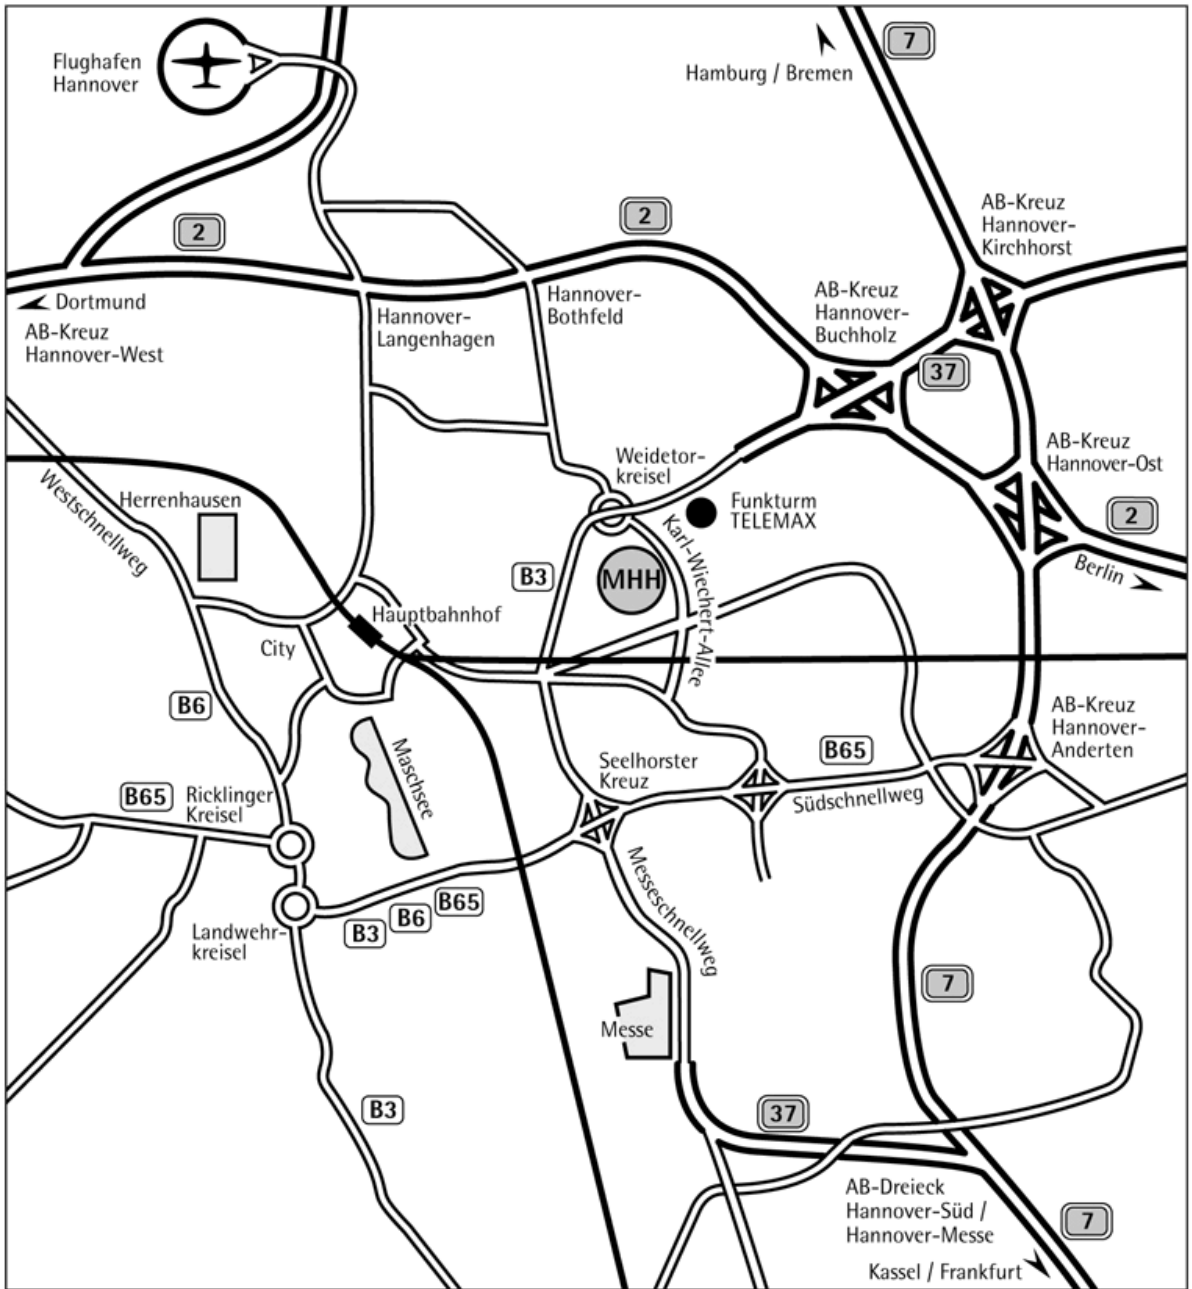 Flughafen
Hannover
7
Hamburg / Bremen
2
2
AB-Kreuz
Hannover-
Kirchhorst
Dortmund
AB-Kreuz
Hannover-West
Hannover-
Langenhagen
Hannover-
Bothfeld
AB-Kreuz
Hannover-
Buchholz
37
Weidetor-
kreisel
AB-Kreuz
Hannover-Ost
Westschnellweg
Herrenhausen
Funkturm
TELEMAX
2
Karl-Wiechert-Allee
B3
MHH
Berlin
Hauptbahnhof
City
B6
AB-Kreuz
Hannover-
Anderten
Maschsee
Seelhorster
Kreuz
B65
B65
Ricklinger
Kreisel
Südschnellweg
Messeschnellweg
B3
B6
B65
Landwehr-
kreisel
7
Messe
B3
37
AB-Dreieck
Hannover-Süd /
Hannover-Messe
7
Kassel / Frankfurt